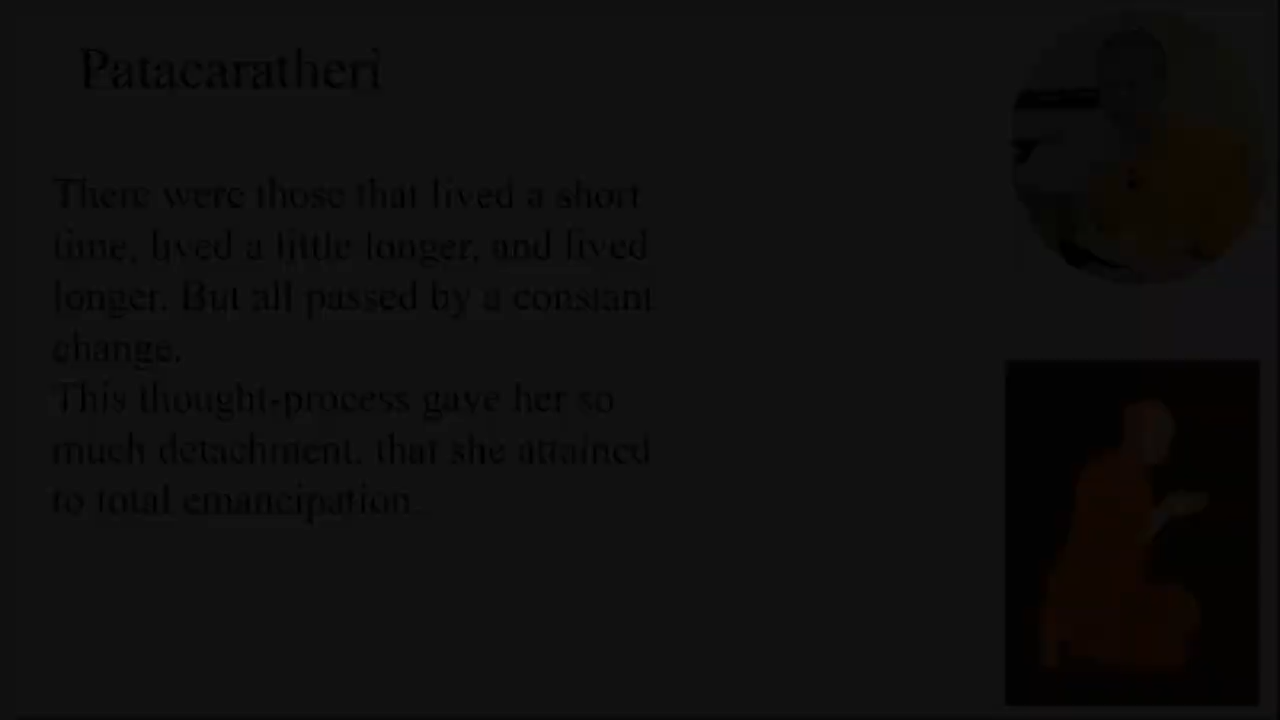 Patacaratheri
There were those that lived a short
time, lived a little longer, and lived
longer. But all passed by a constant
change.
This thought-process gave her so
much detachment, that she attained
to total emancipation.